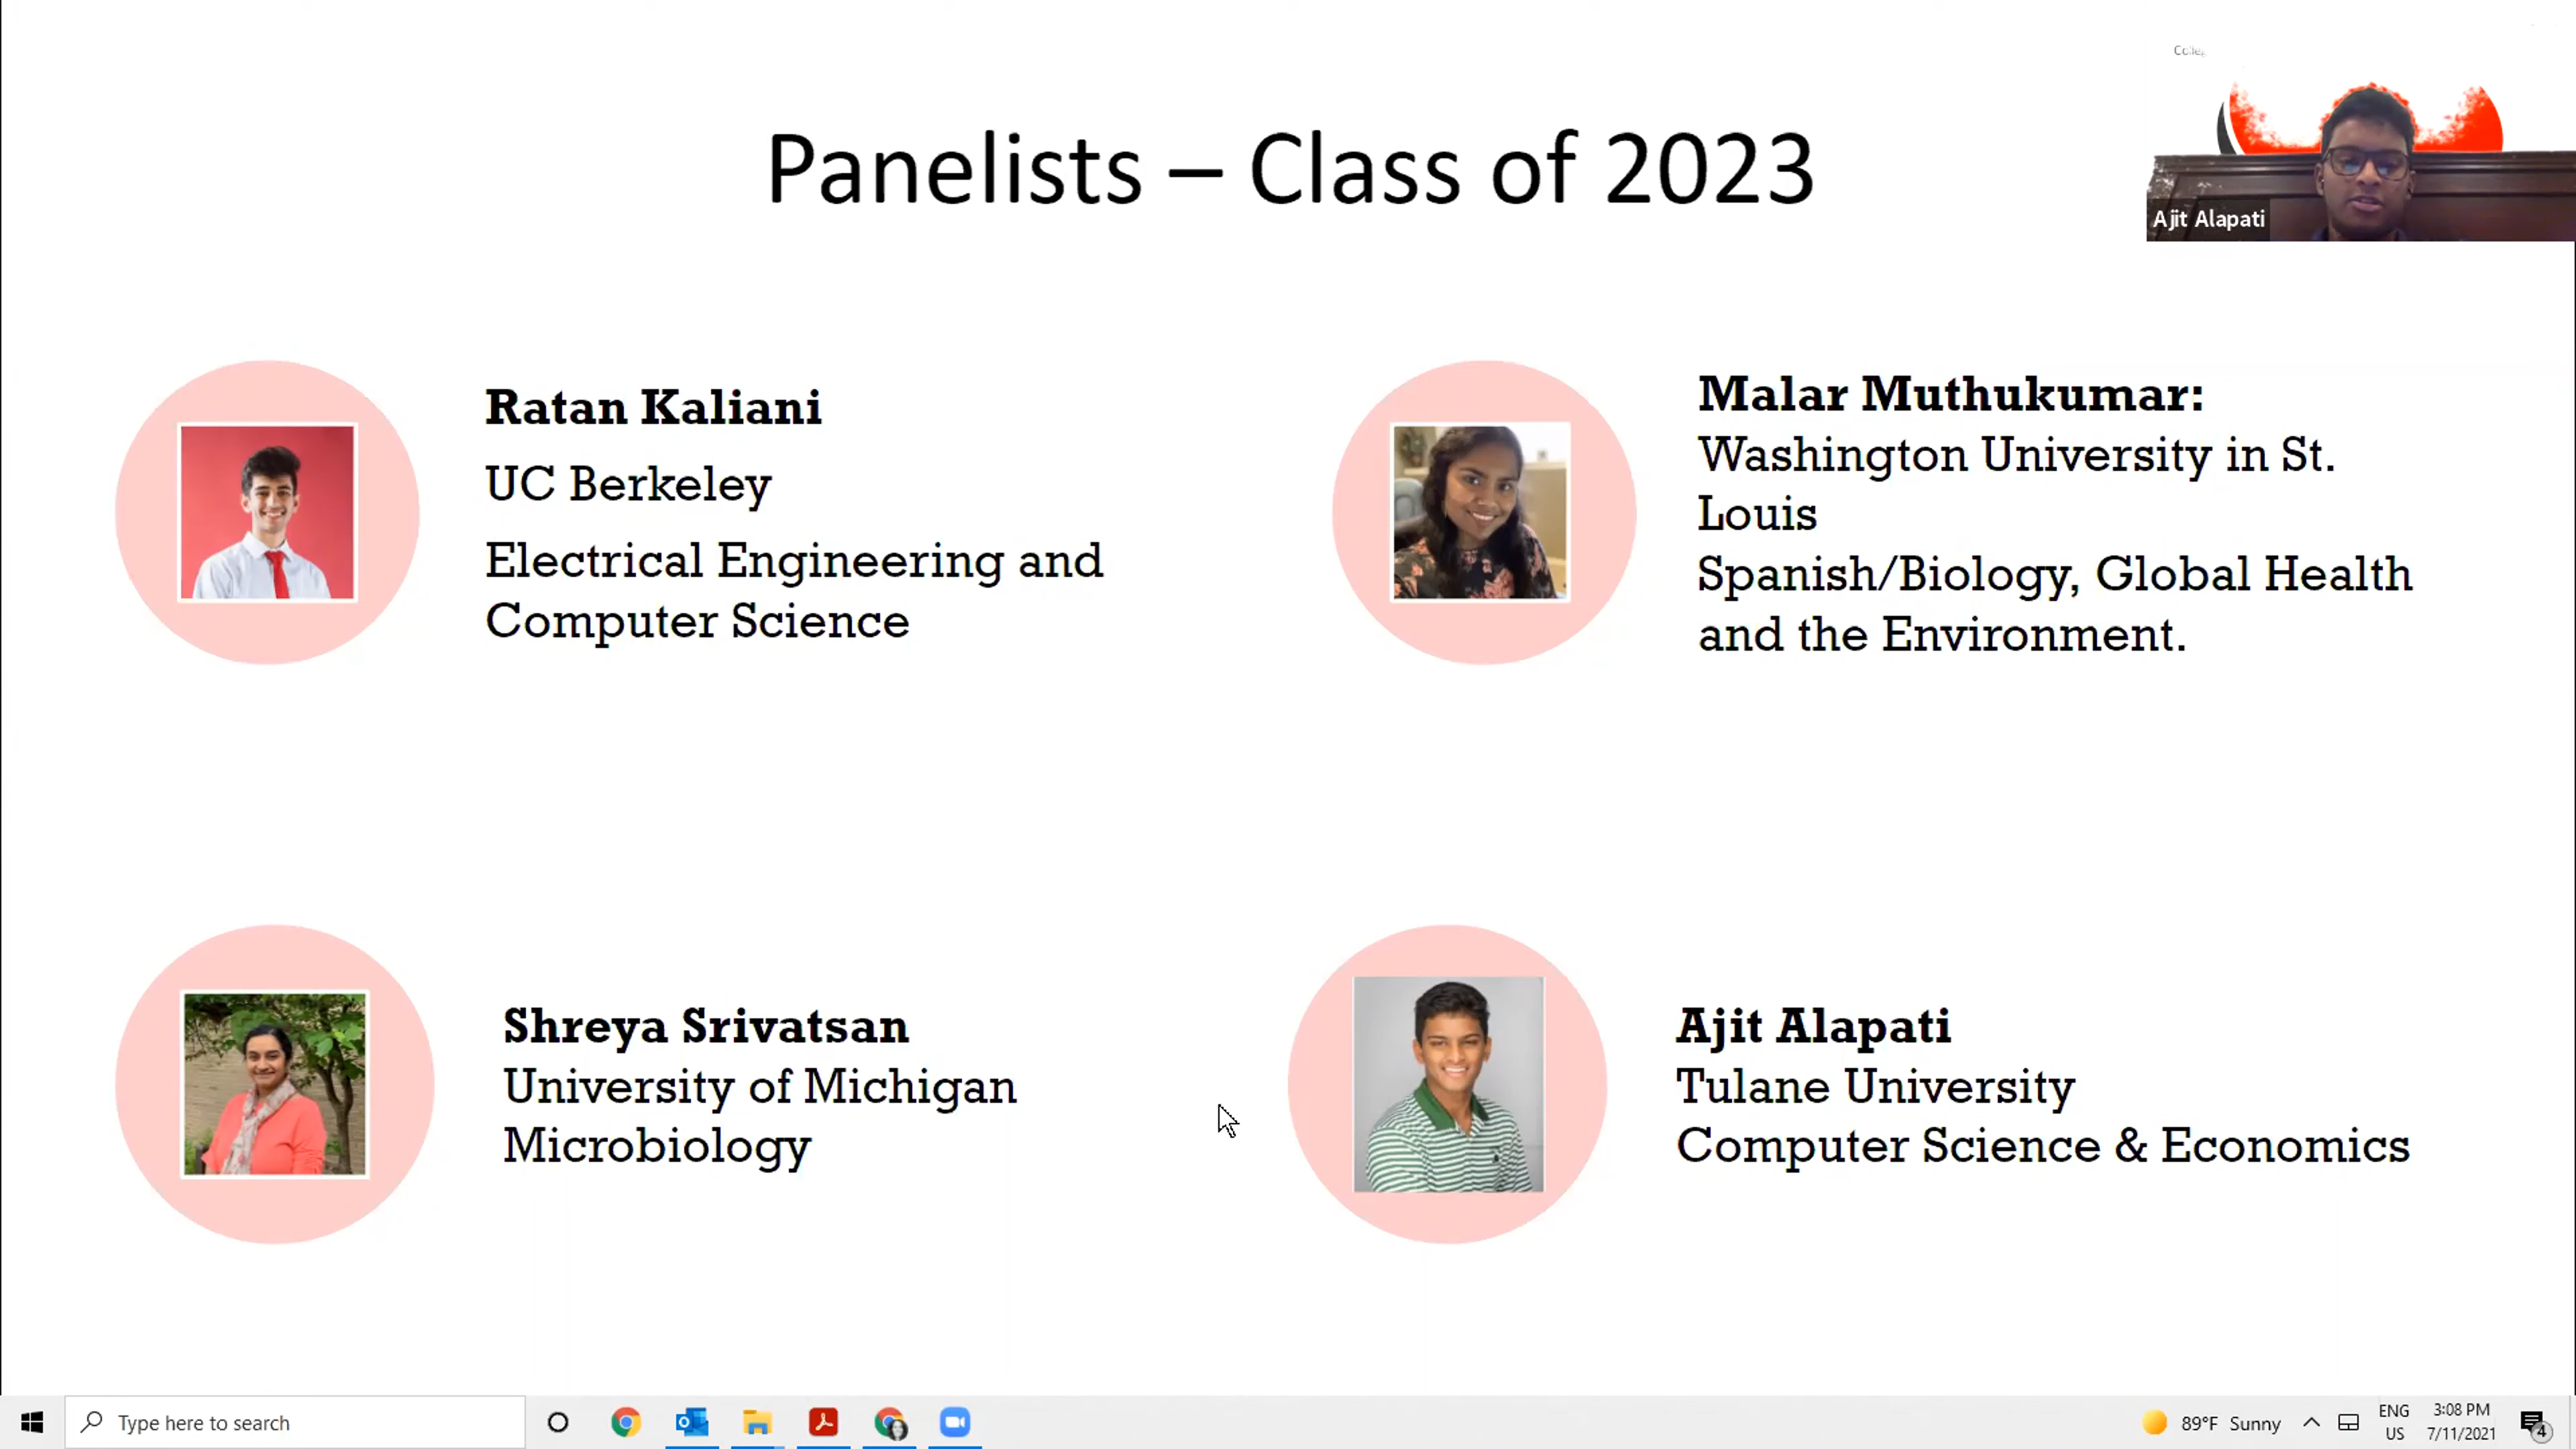 Panelists – Class of 2023
Ajit Alapati
Ratan Kaliani
UC Berkeley
Electrical Engineering and
Computer Science
Malar Muthukumar:
Washington University in St.
Louis
Spanish/Biology, Global Health
and the Environment.
Shreya Srivatsan
University of Michigan
Microbiology
Ajit Alapati
Tulane University
Computer Science & Economics
Type here to search
89°F Sunny
ENG
US
3:08 PM
7/11/2021
4